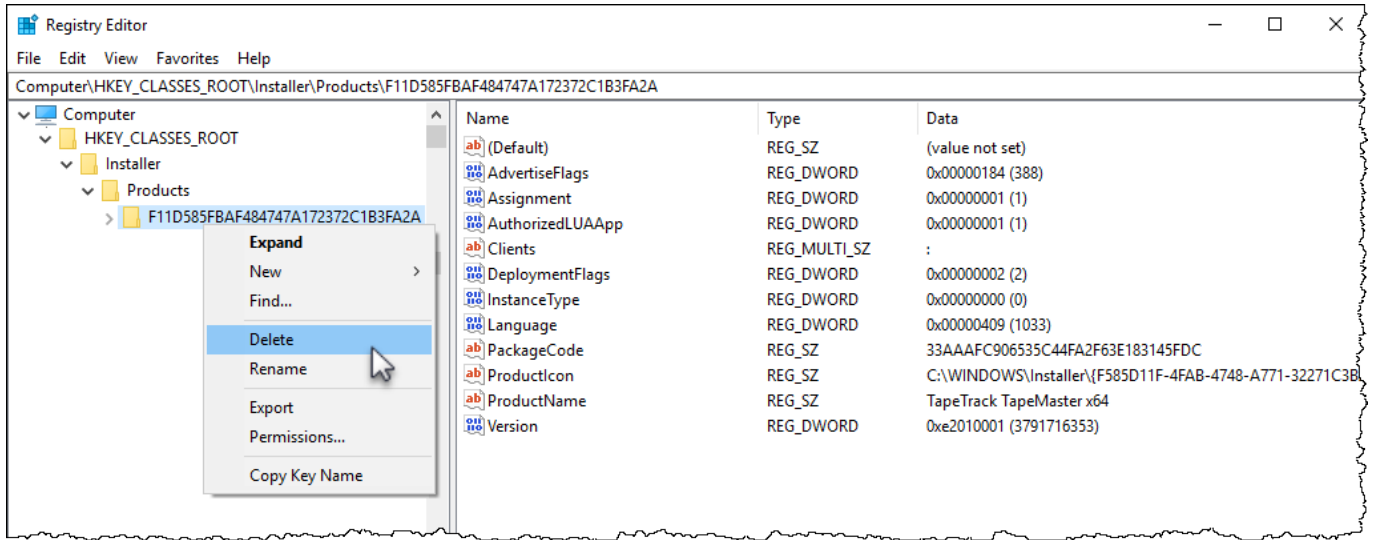 Registry Editor
File Edit View Favorites Help
Computer\HKEY_CLASSES_ROOT\Installer\Products\F11D585FBAF484747A172372C1B3FA2A
Computer
HKEY_CLASSES_ROOT
Installer
Products
F11D585FBAF484747A172372C1B3FA2A
Expand
New
Find...
Delete
Rename
Export
Permissions...
Copy Key Name
Name Type Data
(Default) REG_SZ (value not set)
AdvertiseFlags REG_DWORD 0x00000184 (388)
Assignment REG_DWORD 0x00000001 (1)
AuthorizedLUAApp REG_DWORD 0x00000001 (1)
Clients REG_MULTI_SZ :
DeploymentFlags REG_DWORD 0x00000002 (2)
InstanceType REG_DWORD 0x00000000 (0)
Language REG_DWORD 0x00000409 (1033)
PackageCode REG_SZ 33AAAFC906535C44FA2F63E183145FDC
ProductIcon REG_SZ C:\WINDOWS\Installer\{F585D11F-4FAB-4748-A771-32271C3B
ProductName REG_SZ TapeTrack TapeMaster x64
Version REG_DWORD 0xe2010001 (3791716353)